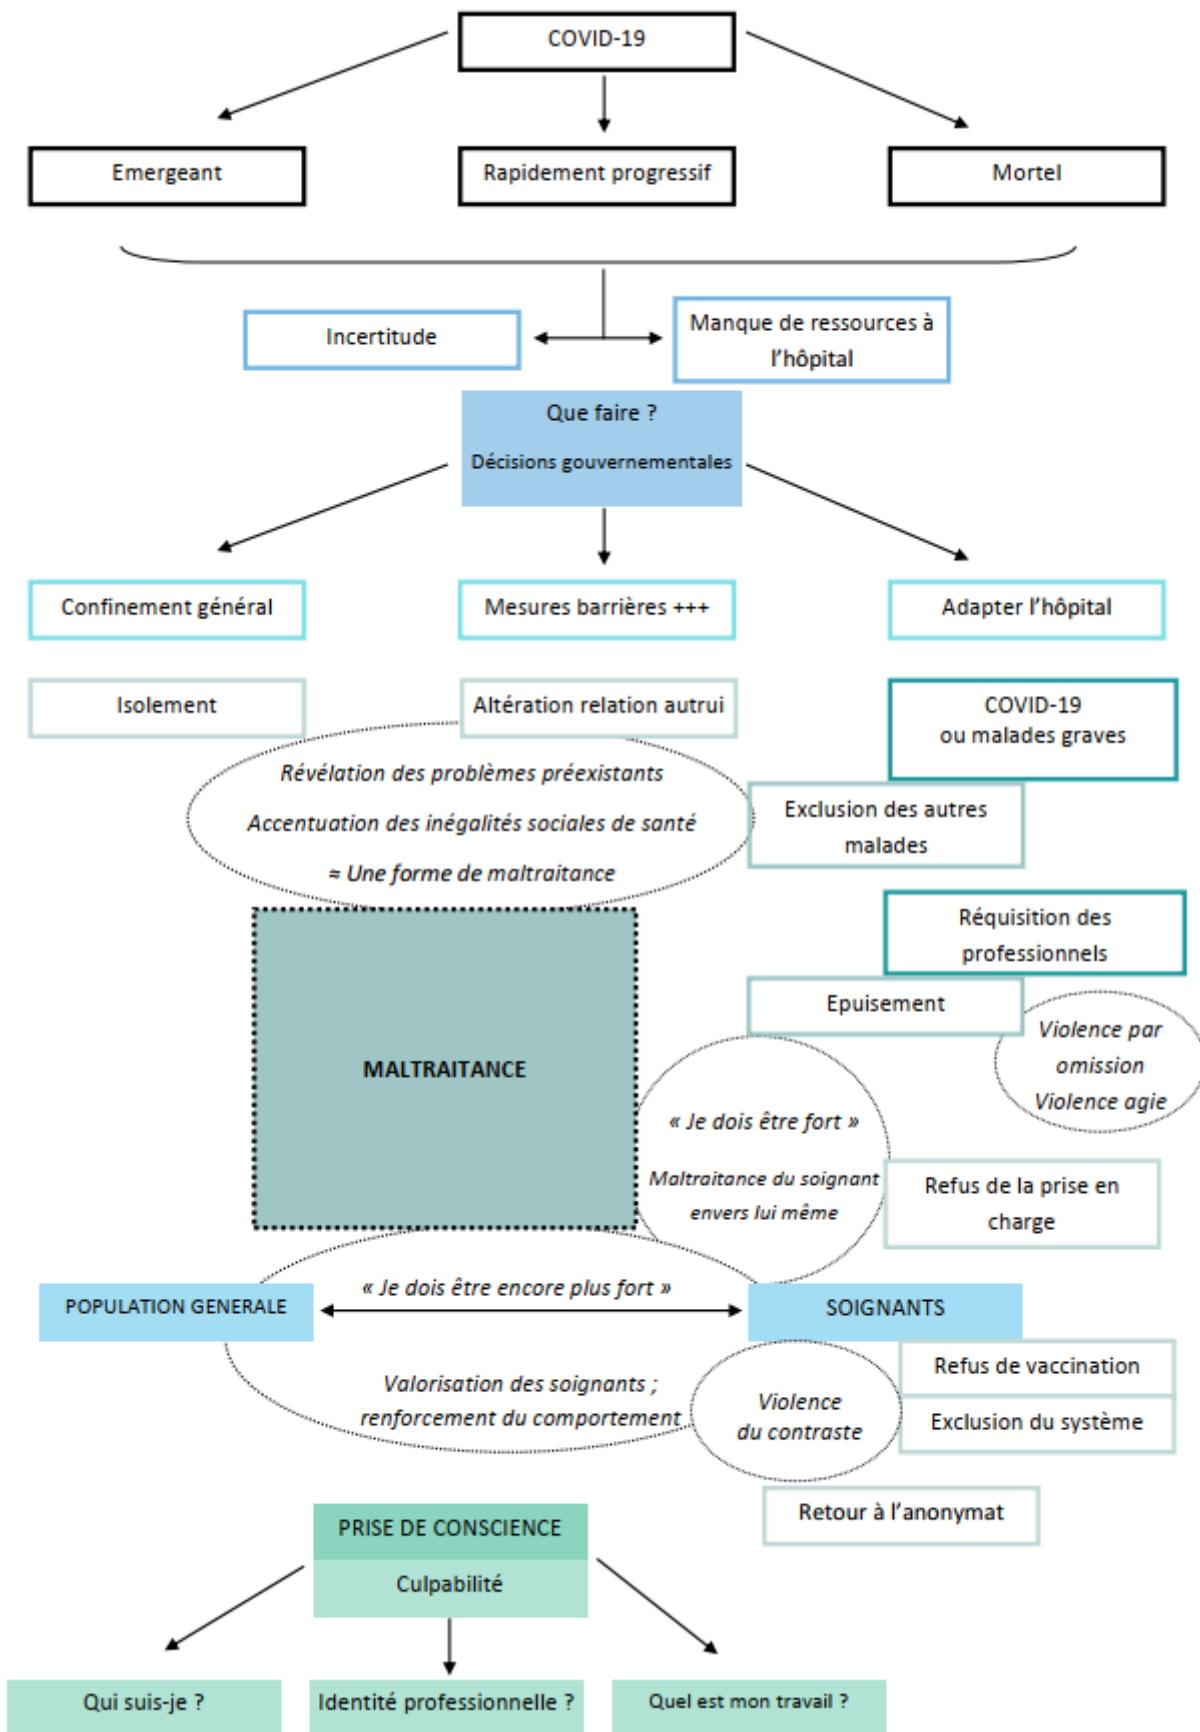 COVID-19
Emergeant
Rapidement progressif
Mortel
Incertitude
Manque de ressources à
l'hôpital
Que faire ?
Décisions gouvernementales
Confinement général
Mesures barrières +++
Adapter l'hôpital
Isolement
Altération relation autrui
COVID-19
ou malades graves
Révélation des problèmes préexistants
Accentuation des inégalités sociales de santé
≈ Une forme de maltraitance
Exclusion des autres
malades
Réquisition des
professionnels
Epuisement
Violence par
omission
Violence agie
MALTRAITANCE
« Je dois être fort »
Maltraitance du soignant
envers lui même
Refus de la prise en
charge
POPULATION GENERALE
« Je dois être encore plus fort »
SOIGNANTS
Valorisation des soignants ;
renforcement du comportement
Violence
du contraste
Refus de vaccination
Exclusion du système
Retour à l'anonymat
PRISE DE CONSCIENCE
Culpabilité
Qui suis-je ?
Identité professionnelle ?
Quel est mon travail ?